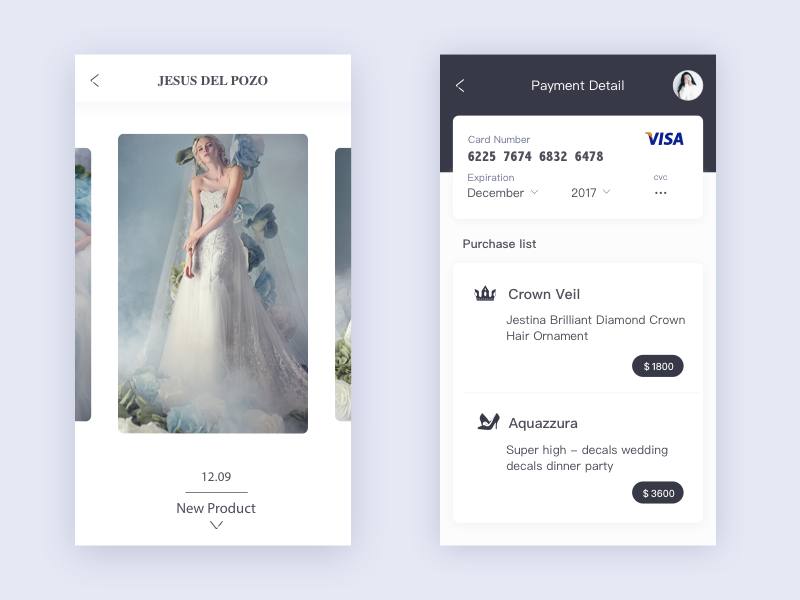 JESUS DEL POZO
12.09
New Product
Payment Detail
Card Number
VISA
6225 7674 6832 6478
Expiration
cvc
December
2017
Purchase list
Crown Veil
Jestina Brilliant Diamond Crown
Hair Ornament
$ 1800
Aquazzura
Super high – decals wedding
decals dinner party
$ 3600